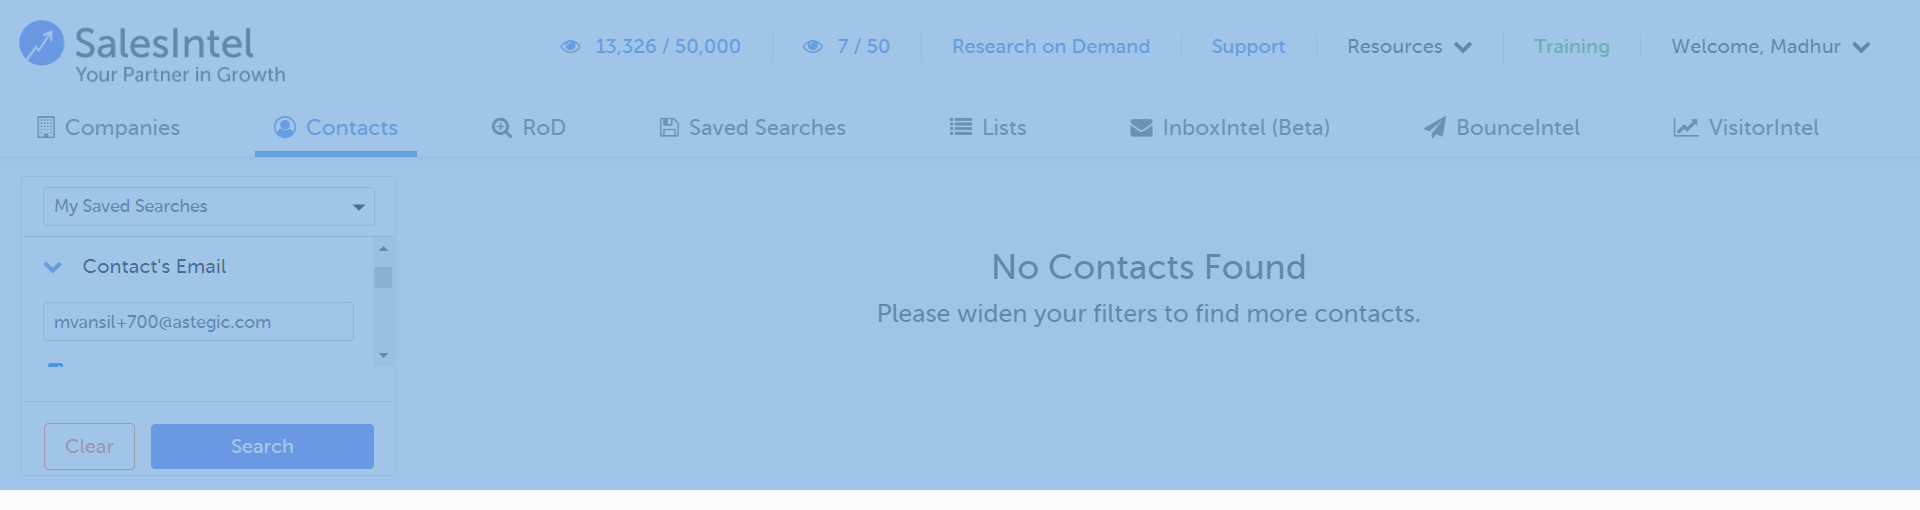 SalesIntel
Your Partner in Growth
13,326 / 50,000
7 / 50
Research on Demand
Support
Resources
Training
Welcome, Madhur
Companies
Contacts
RoD
Saved Searches
Lists
InboxIntel (Beta)
BounceIntel
VisitorIntel
My Saved Searches
Contact's Email
mvansil+700@astegic.com
Clear
Search
No Contacts Found
Please widen your filters to find more contacts.